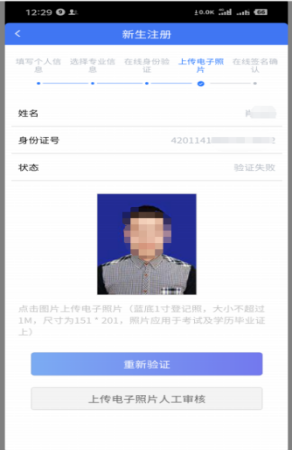 12:29
66
新生注册
填写个人信 选择专业信 在线身份验 上传电子照 在线签名确
息 息 证 片 认
姓名
身份证号 4201141
状态 验证失败
点击图片上传电子照片（蓝底1寸登记照，大小不超过
1M，尺寸为151*201，照片应用于考试及学历毕业证
上）
重新验证
上传电子照片人工审核